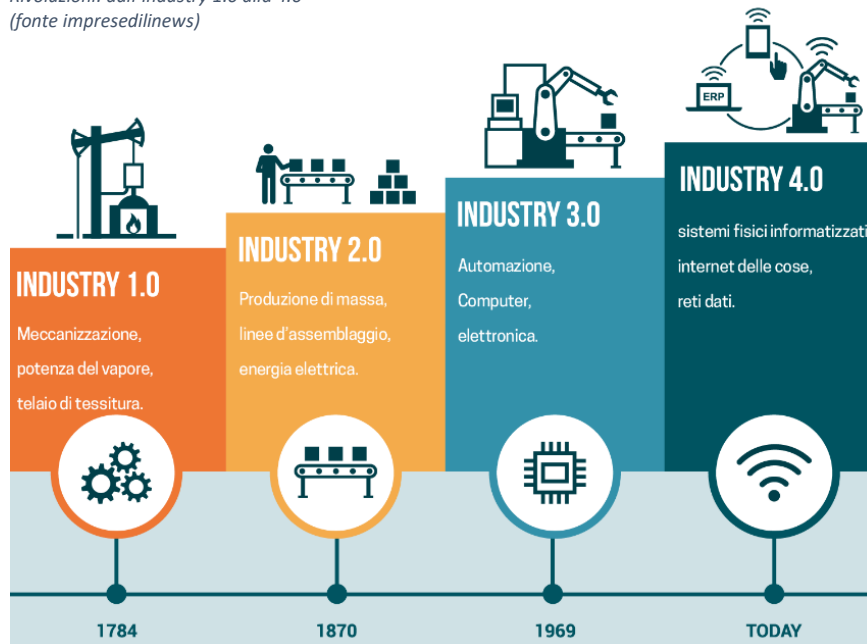 (fonte impresedilinews)
ERP
INDUSTRY 1.0
Meccanizzazione,
potenza del vapore,
telaio di tessitura.
INDUSTRY 2.0
Produzione di massa,
linee d'assemblaggio,
energia elettrica.
INDUSTRY 3.0
Automazione,
Computer,
elettronica.
INDUSTRY 4.0
sistemi fisici informatizzati
internet delle cose,
reti dati.
1784
1870
1969
TODAY